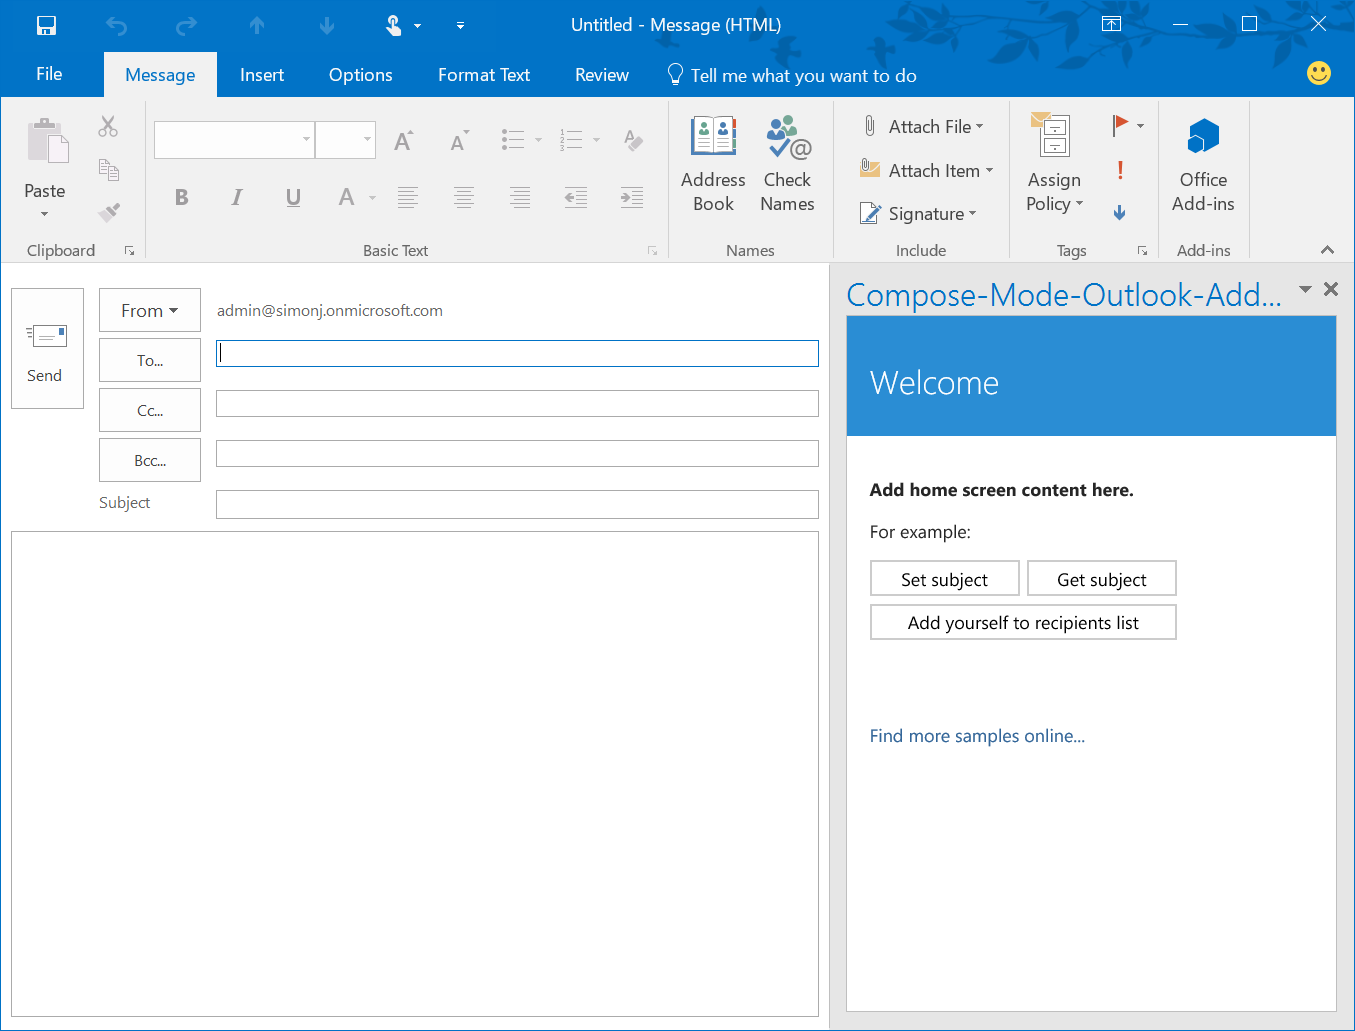 Untitled - Message (HTML)
File Message Insert Options Format Text Review Tell me what you want to do
Paste
Clipboard
B I U A
Basic Text
Address Book
Check Names
Names
Attach File
Attach Item
Signature
Include
Assign Policy
Tags
Office Add-ins
Add-ins
Send
From admin@simonj.onmicrosoft.com
To...
Cc...
Bcc...
Subject
Compose-Mode-Outlook-Add...
Welcome
Add home screen content here.
For example:
Set subject Get subject
Add yourself to recipients list
Find more samples online...